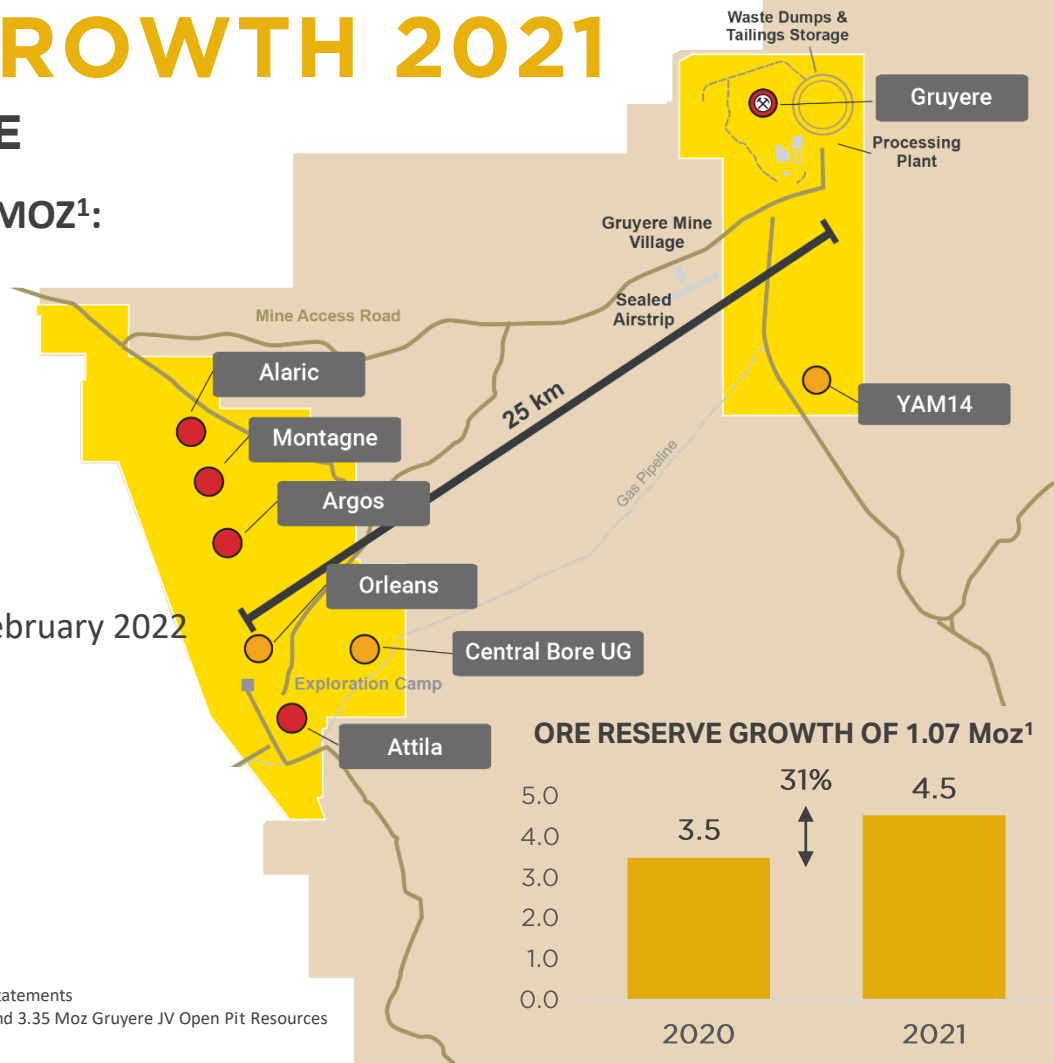 ROWTH 2021
E
MOZ¹:
ebruary 2022
Waste Dumps &
Tailings Storage
Gruyere
Processing
Plant
Gruyere Mine
Village
Sealed
Airstrip
Mine Access Road
Alaric
Montagne
Argos
25 km
YAM14
Gas Pipeline
Orleans
Central Bore UG
Exploration Camp
Attila
ORE RESERVE GROWTH OF 1.07 Moz¹
31%
5.0
4.0
3.0
2.0
1.0
0.0
3.5
4.5
2020
2021
tatements
nd 3.35 Moz Gruyere JV Open Pit Resources